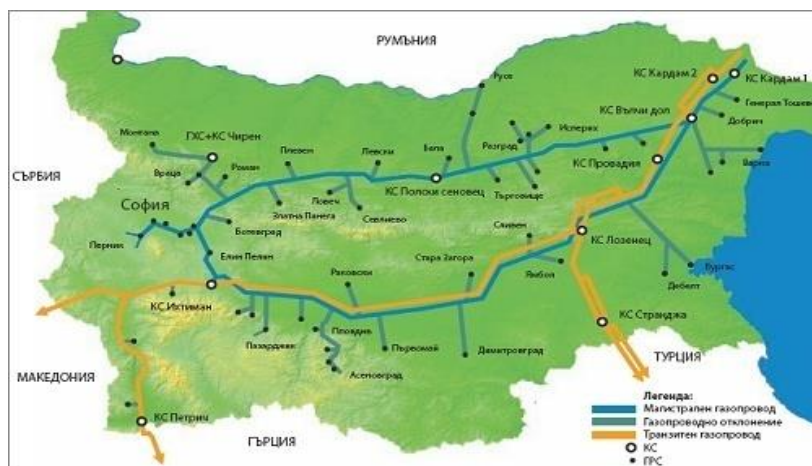 РУМЪНИЯ
КС Кардам 2
КС Кардам 1
Русе
Генерал Тошево
КС Вълчи дол
Добрич
Исперих
Монтана
ГХС+КС Чирен
Плевен
Левски
Бяла
Разград
Варна
КС Провадия
Враца
Роман
СЪРБИЯ
КС Полски сеновец
Търговище
Ловеч
София
Златна Панега
Севлиево
Ботевград
Сливен
КС Лозенец
Перник
Елин Пелин
Стара Загора
Раковски
Ямбол
Бургас
Дебелт
КС Ихтиман
Пловдив
КС Странджа
Пазарджик
Първомай
Димитровград
ТУРЦИЯ
Асеновград
МАКЕДОНИЯ
КС Петрич
ГЪРЦИЯ
Легенда:
Магистрален газопровод
Газопроводно отклонение
Транзитен газопровод
КС
ГРС